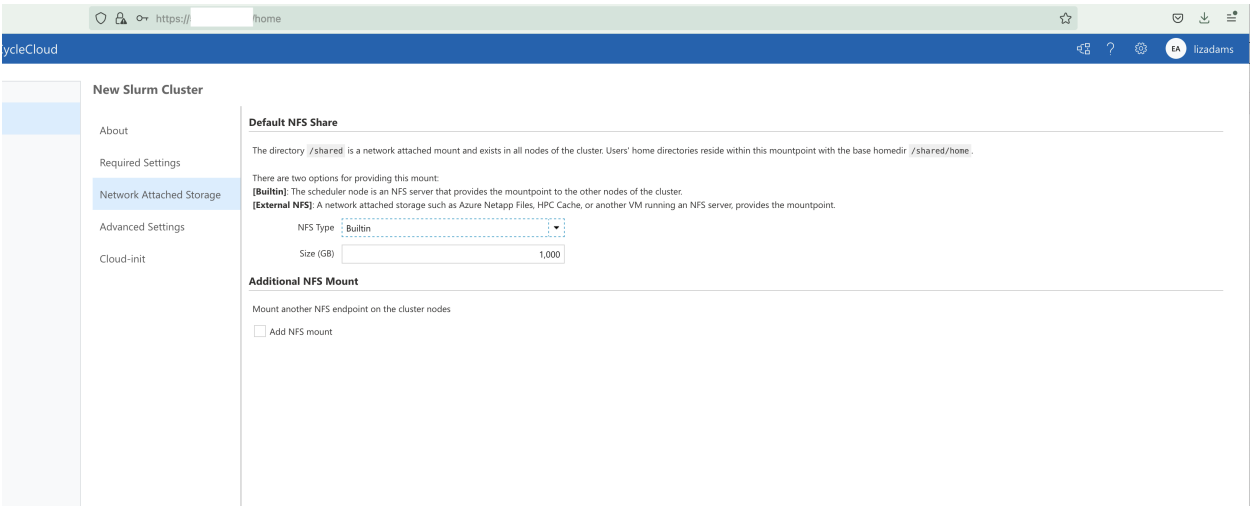 https:// /home
ycleCloud
EA lizadams
New Slurm Cluster
About
Required Settings
Network Attached Storage
Advanced Settings
Cloud-init
Default NFS Share
The directory /shared is a network attached mount and exists in all nodes of the cluster. Users' home directories reside within this mountpoint with the base homedir /shared/home.
There are two options for providing this mount:
[Builtin]: The scheduler node is an NFS server that provides the mountpoint to the other nodes of the cluster.
[External NFS]: A network attached storage such as Azure Netapp Files, HPC Cache, or another VM running an NFS server, provides the mountpoint.
NFS Type Builtin
Size (GB) 1,000
Additional NFS Mount
Mount another NFS endpoint on the cluster nodes
Add NFS mount